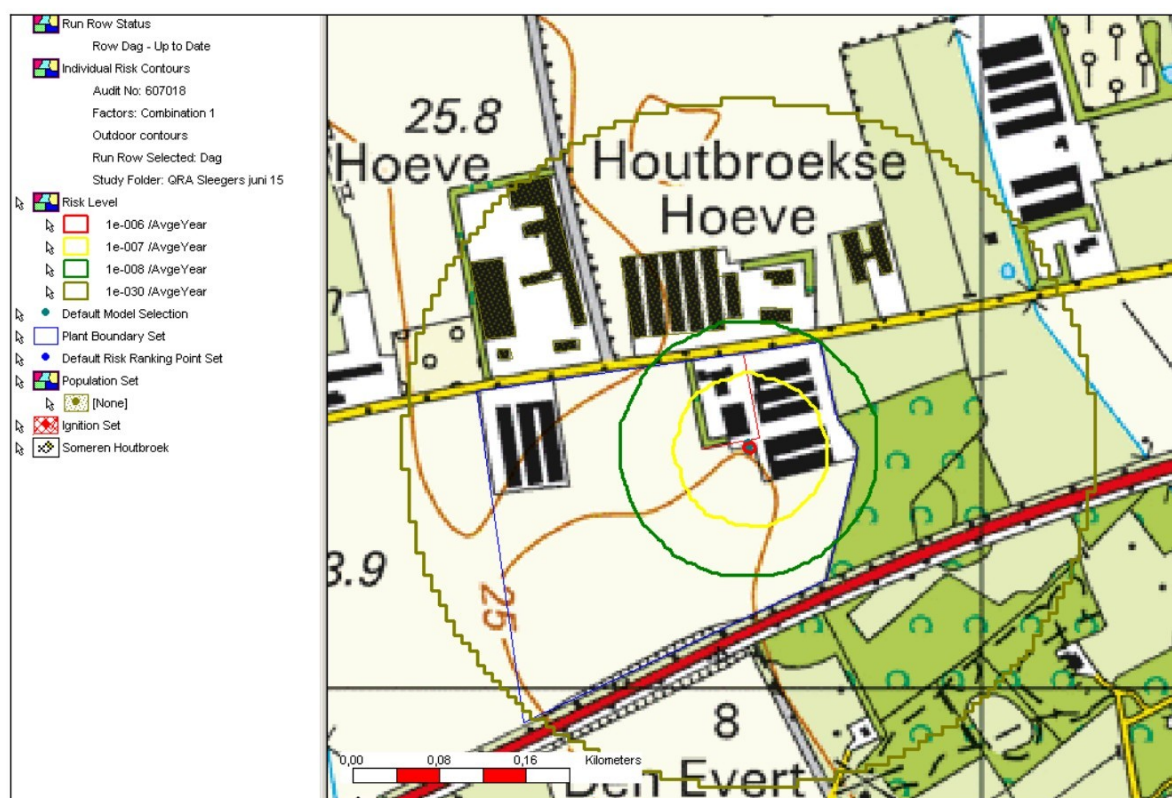 Run Row Status
Row Dag - Up to Date
Individual Risk Contours
Audit No: 607018
Factors: Combination 1
Outdoor contours
Run Row Selected: Dag
Study Folder: QRA Sleegers juni 15
Risk Level
1e-006 /AvgeYear
1e-007 /AvgeYear
1e-008 /AvgeYear
1e-030 /AvgeYear
Default Model Selection
Plant Boundary Set
Default Risk Ranking Point Set
Population Set
[None]
Ignition Set
Someren Houtbroek
25.8
Hoeve
Houtbroekse
Hoeve
3.9
25
8
0,00 0,08 0,16 Kilometers
Den Evert